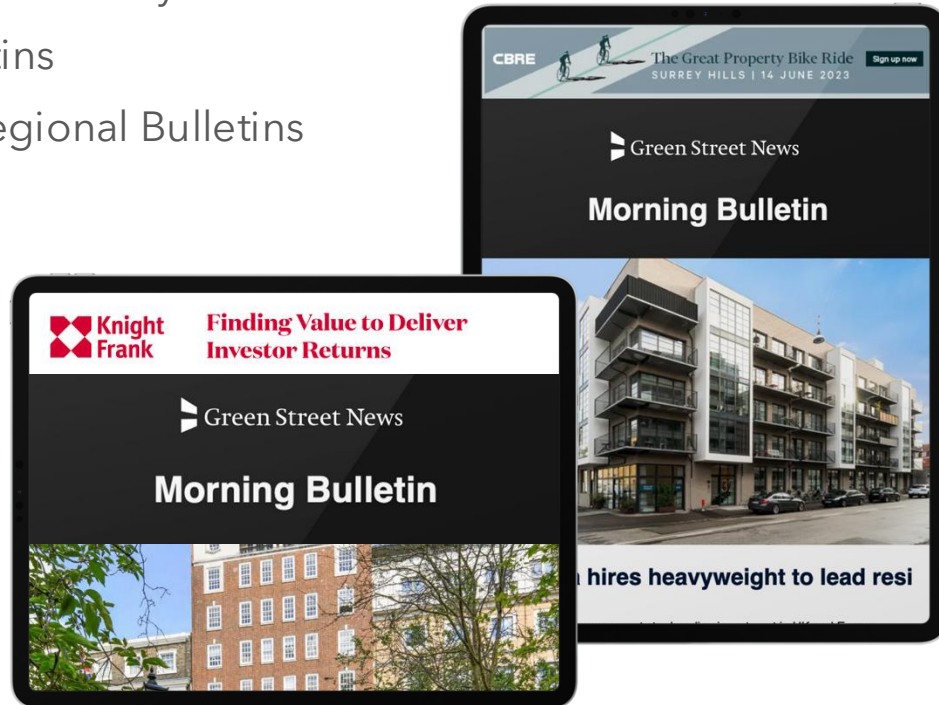 tins
egional Bulletins
CBRE
The Great Property Bike Ride
SURREY HILLS | 14 JUNE 2023
Sign up now
Green Street News
Morning Bulletin
hires heavyweight to lead resi
Knight
Frank
Finding Value to Deliver
Investor Returns
Green Street News
Morning Bulletin